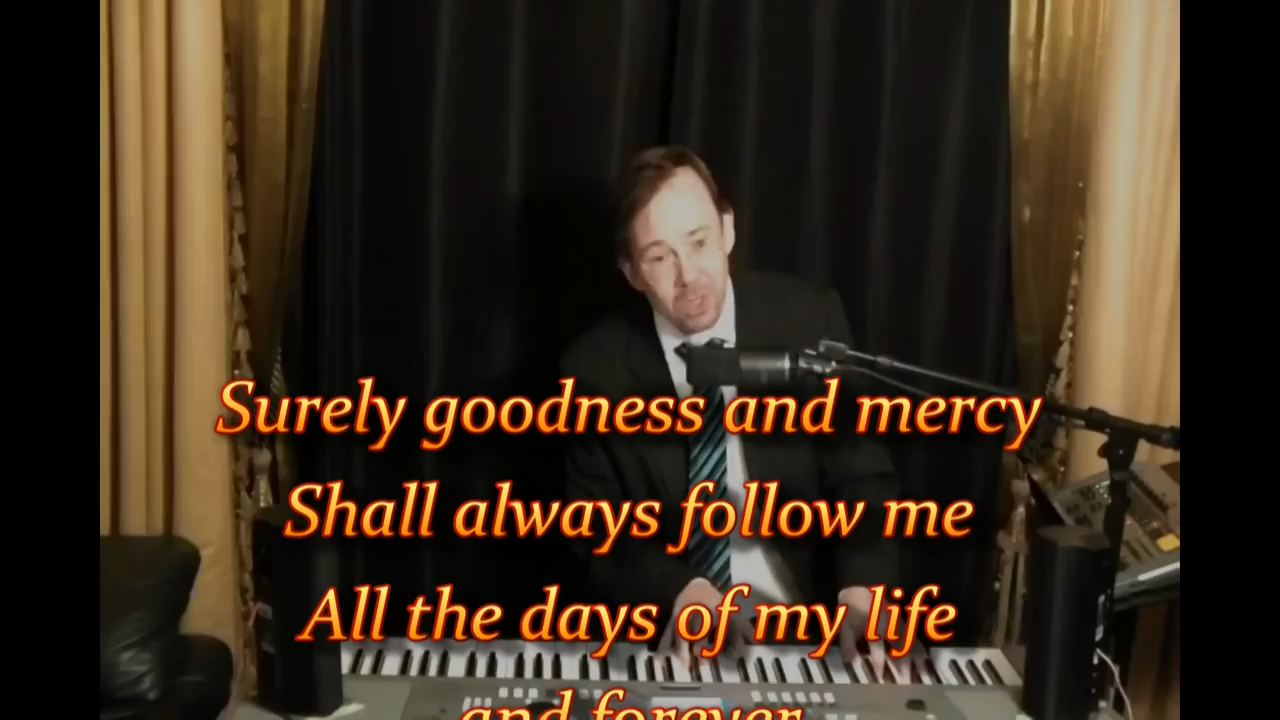 Surely goodness and mercy
Shall always follow me
All the days of my life
and forever